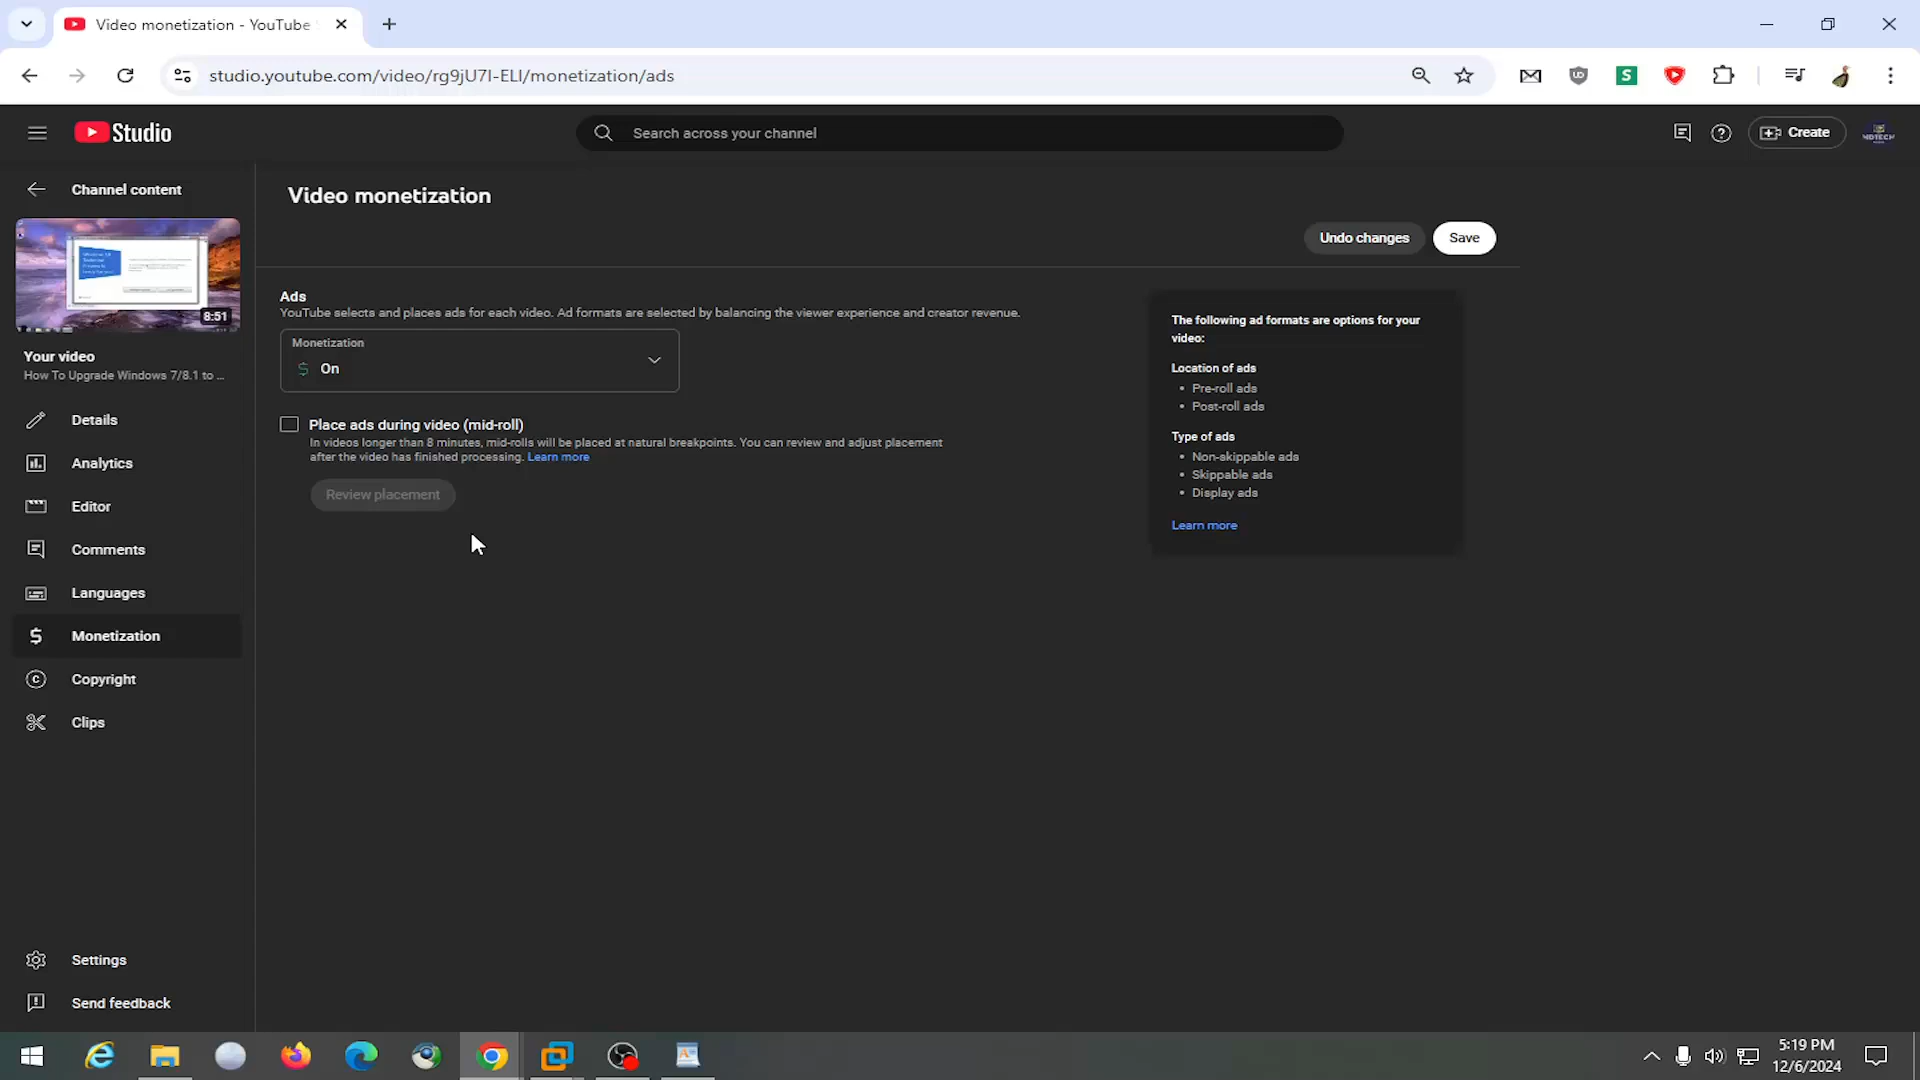 Video monetization - YouTube
studio.youtube.com/video/rg9jU7I-ELI/monetization/ads
Studio
Search across your channel
Create
Channel content
Video monetization
Undo changes
Save
8:51
Your video
How To Upgrade Windows 7/8.1 to ...
Details
Analytics
Editor
Comments
Languages
Monetization
Copyright
Clips
Settings
Send feedback
Ads
YouTube selects and places ads for each video. Ad formats are selected by balancing the viewer experience and creator revenue.
Monetization
On
Place ads during video (mid-roll)
In videos longer than 8 minutes, mid-rolls will be placed at natural breakpoints. You can review and adjust placement
after the video has finished processing. Learn more
Review placement
The following ad formats are options for your
video:
Location of ads
• Pre-roll ads
• Post-roll ads
Type of ads
• Non-skippable ads
• Skippable ads
• Display ads
Learn more
5:19 PM
12/6/2024